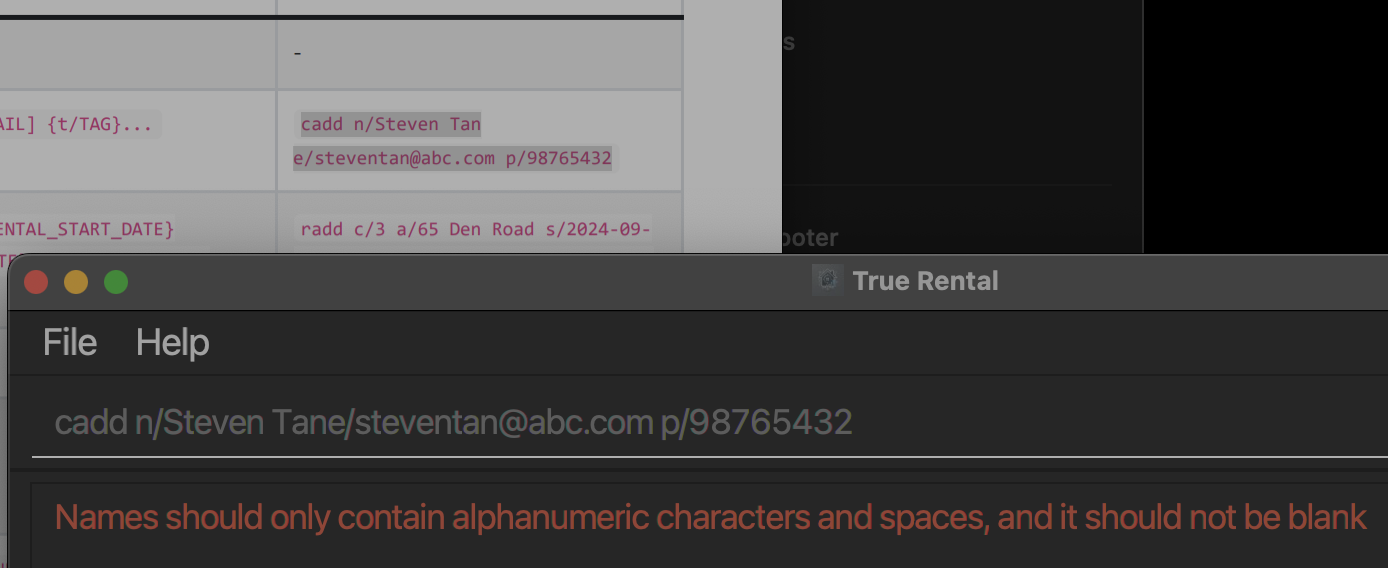 -
AIL] {t/TAG}...
cadd n/Steven Tan
e/steventan@abc.com p/98765432
ENTAL_START_DATE}
radd c/3 a/65 Den Road s/2024-09-
s
ooter
True Rental
File Help
cadd n/Steven Tane/steventan@abc.com p/98765432
Names should only contain alphanumeric characters and spaces, and it should not be blank